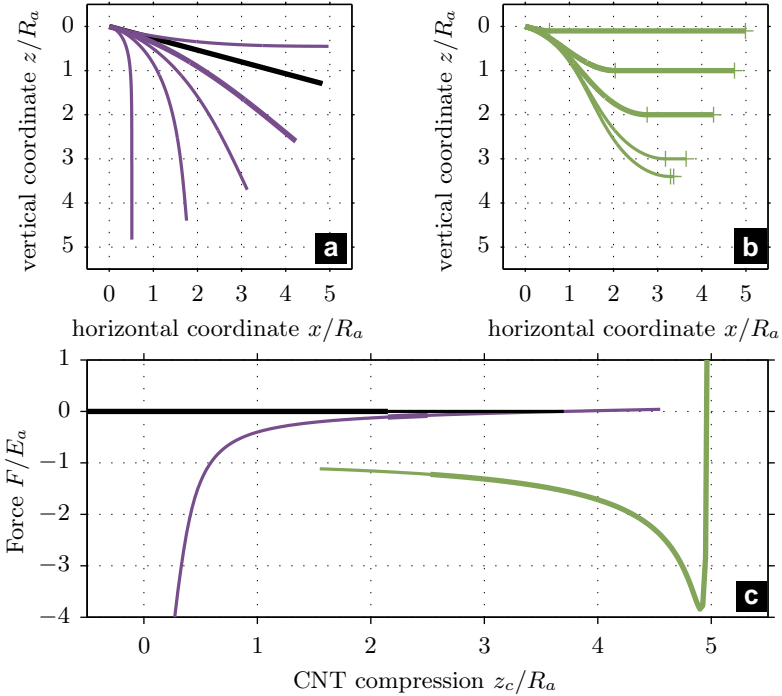 vertical coordinate z/R_a
0
1
2
3
4
5
0 1 2 3 4 5
horizontal coordinate x/R_a
a
vertical coordinate z/R_a
0
1
2
3
4
5
0 1 2 3 4 5
horizontal coordinate x/R_a
b
Force F/E_a
1
0
−1
−2
−3
−4
0 1 2 3 4 5
CNT compression z_c/R_a
c